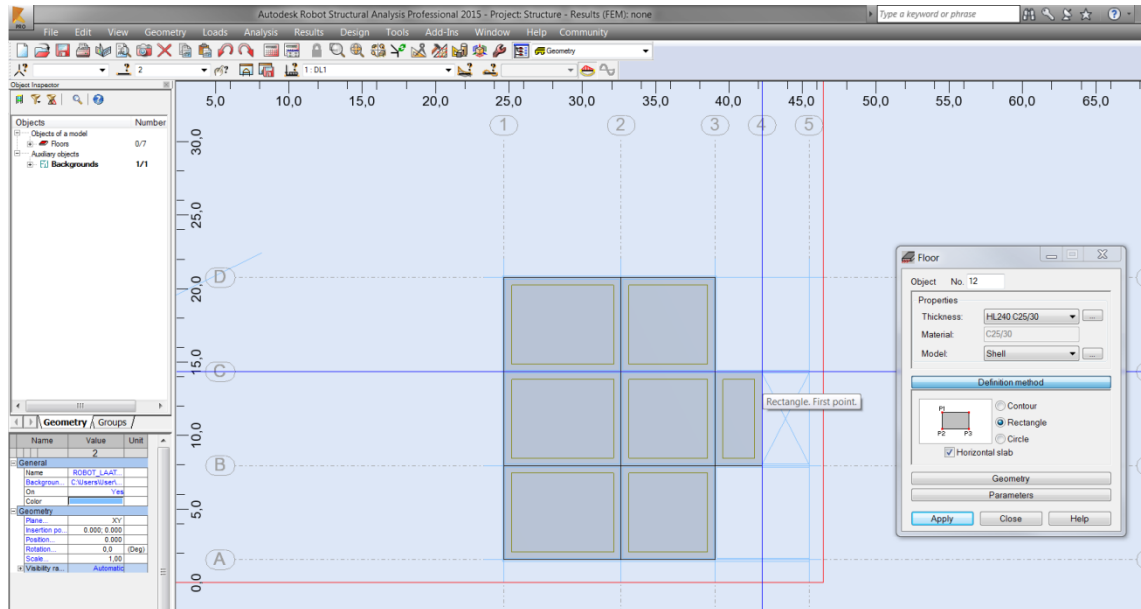 Autodesk Robot Structural Analysis Professional 2015 - Project: Structure - Results (FEM): none
Type a keyword or phrase
PRO
File Edit View Geometry Loads Analysis Results Design Tools Add-Ins Window Help Community
Geometry
2
1 : DL1
Object Inspector
Objects Number
Objects of a model
Floors 0/7
Auxiliary objects
Backgrounds 1/1
Geometry Groups
Name Value Unit
2
General
Name ROBOT_LAAT...
Backgroun... C:\Users\User\...
On Yes
Color
Geometry
Plane... XY
Insertion po... 0.000; 0.000
Position... 0.000
Rotation... 0,0 (Deg)
Scale... 1,00
Visibility ra... Automatic
5,0 10,0 15,0 20,0 25,0 30,0 35,0 40,0 45,0 50,0 55,0 60,0 65,0
1 2 3 4 5
30,0
25,0
D
20,0
15,0
C
10,0
B
5,0
A
0,0
Rectangle. First point.
Floor
Object No. 12
Properties
Thickness: HL240 C25/30 ...
Material: C25/30
Model: Shell ...
Definition method
P1
P2 P3
Contour
Rectangle
Circle
Horizontal slab
Geometry
Parameters
Apply Close Help